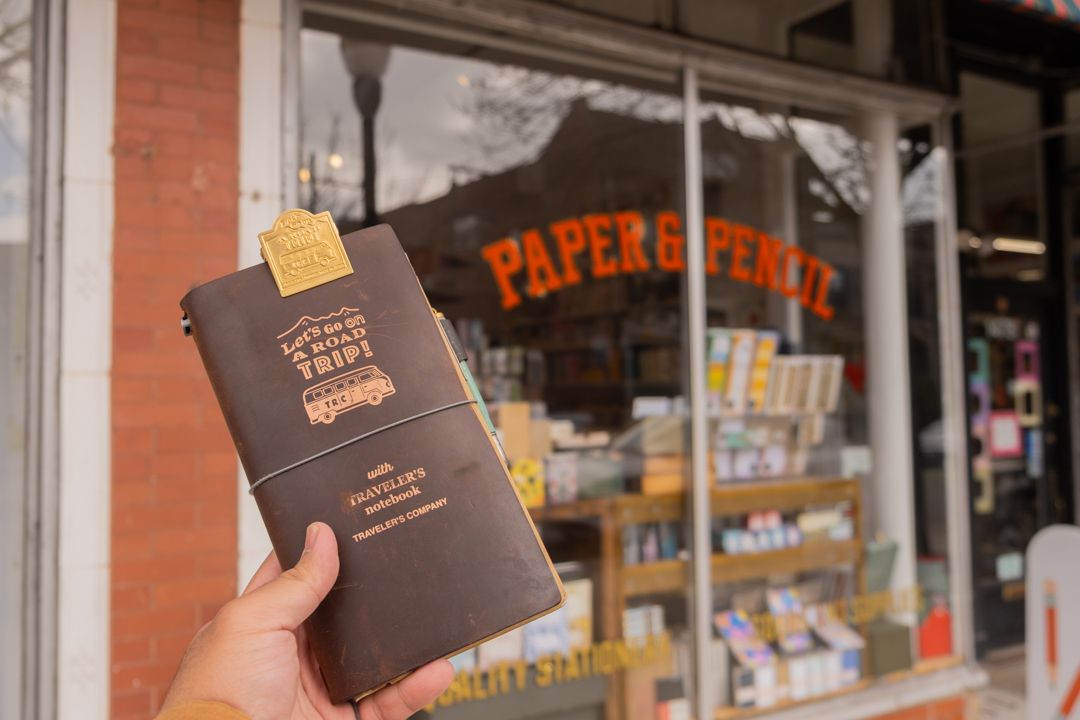 PAPER & PENCIL
LET'S GO on
A ROAD
TRIP!
TRC
with
TRAVELER'S
notebook
TRAVELER'S COMPANY
QUALITY STATIONERY